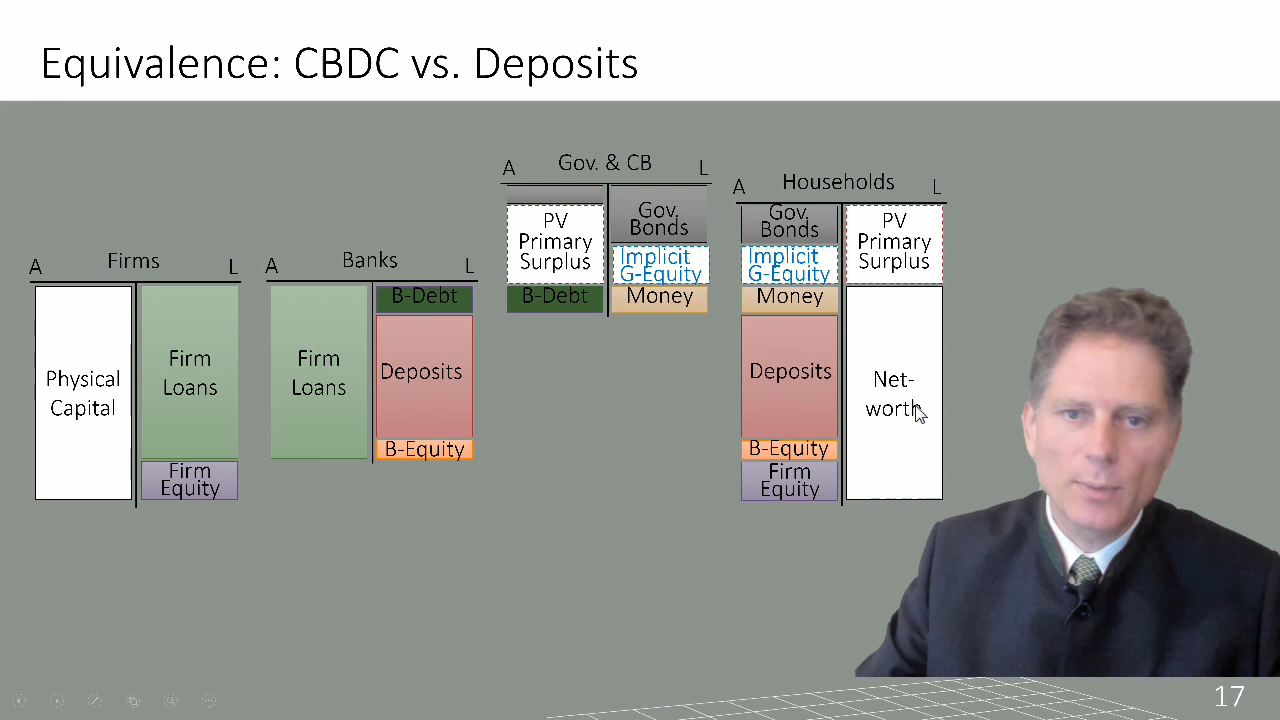 Equivalence: CBDC vs. Deposits
A Firms L
Physical
Capital
Firm
Loans
Firm
Equity
A Banks L
Firm
Loans
B-Debt
Deposits
B-Equity
A Gov. & CB L
PV
Primary
Surplus
B-Debt
Gov.
Bonds
Implicit
G-Equity
Money
A Households L
Gov.
Bonds
Implicit
G-Equity
Money
Deposits
B-Equity
Firm
Equity
PV
Primary
Surplus
Net-
worth
17